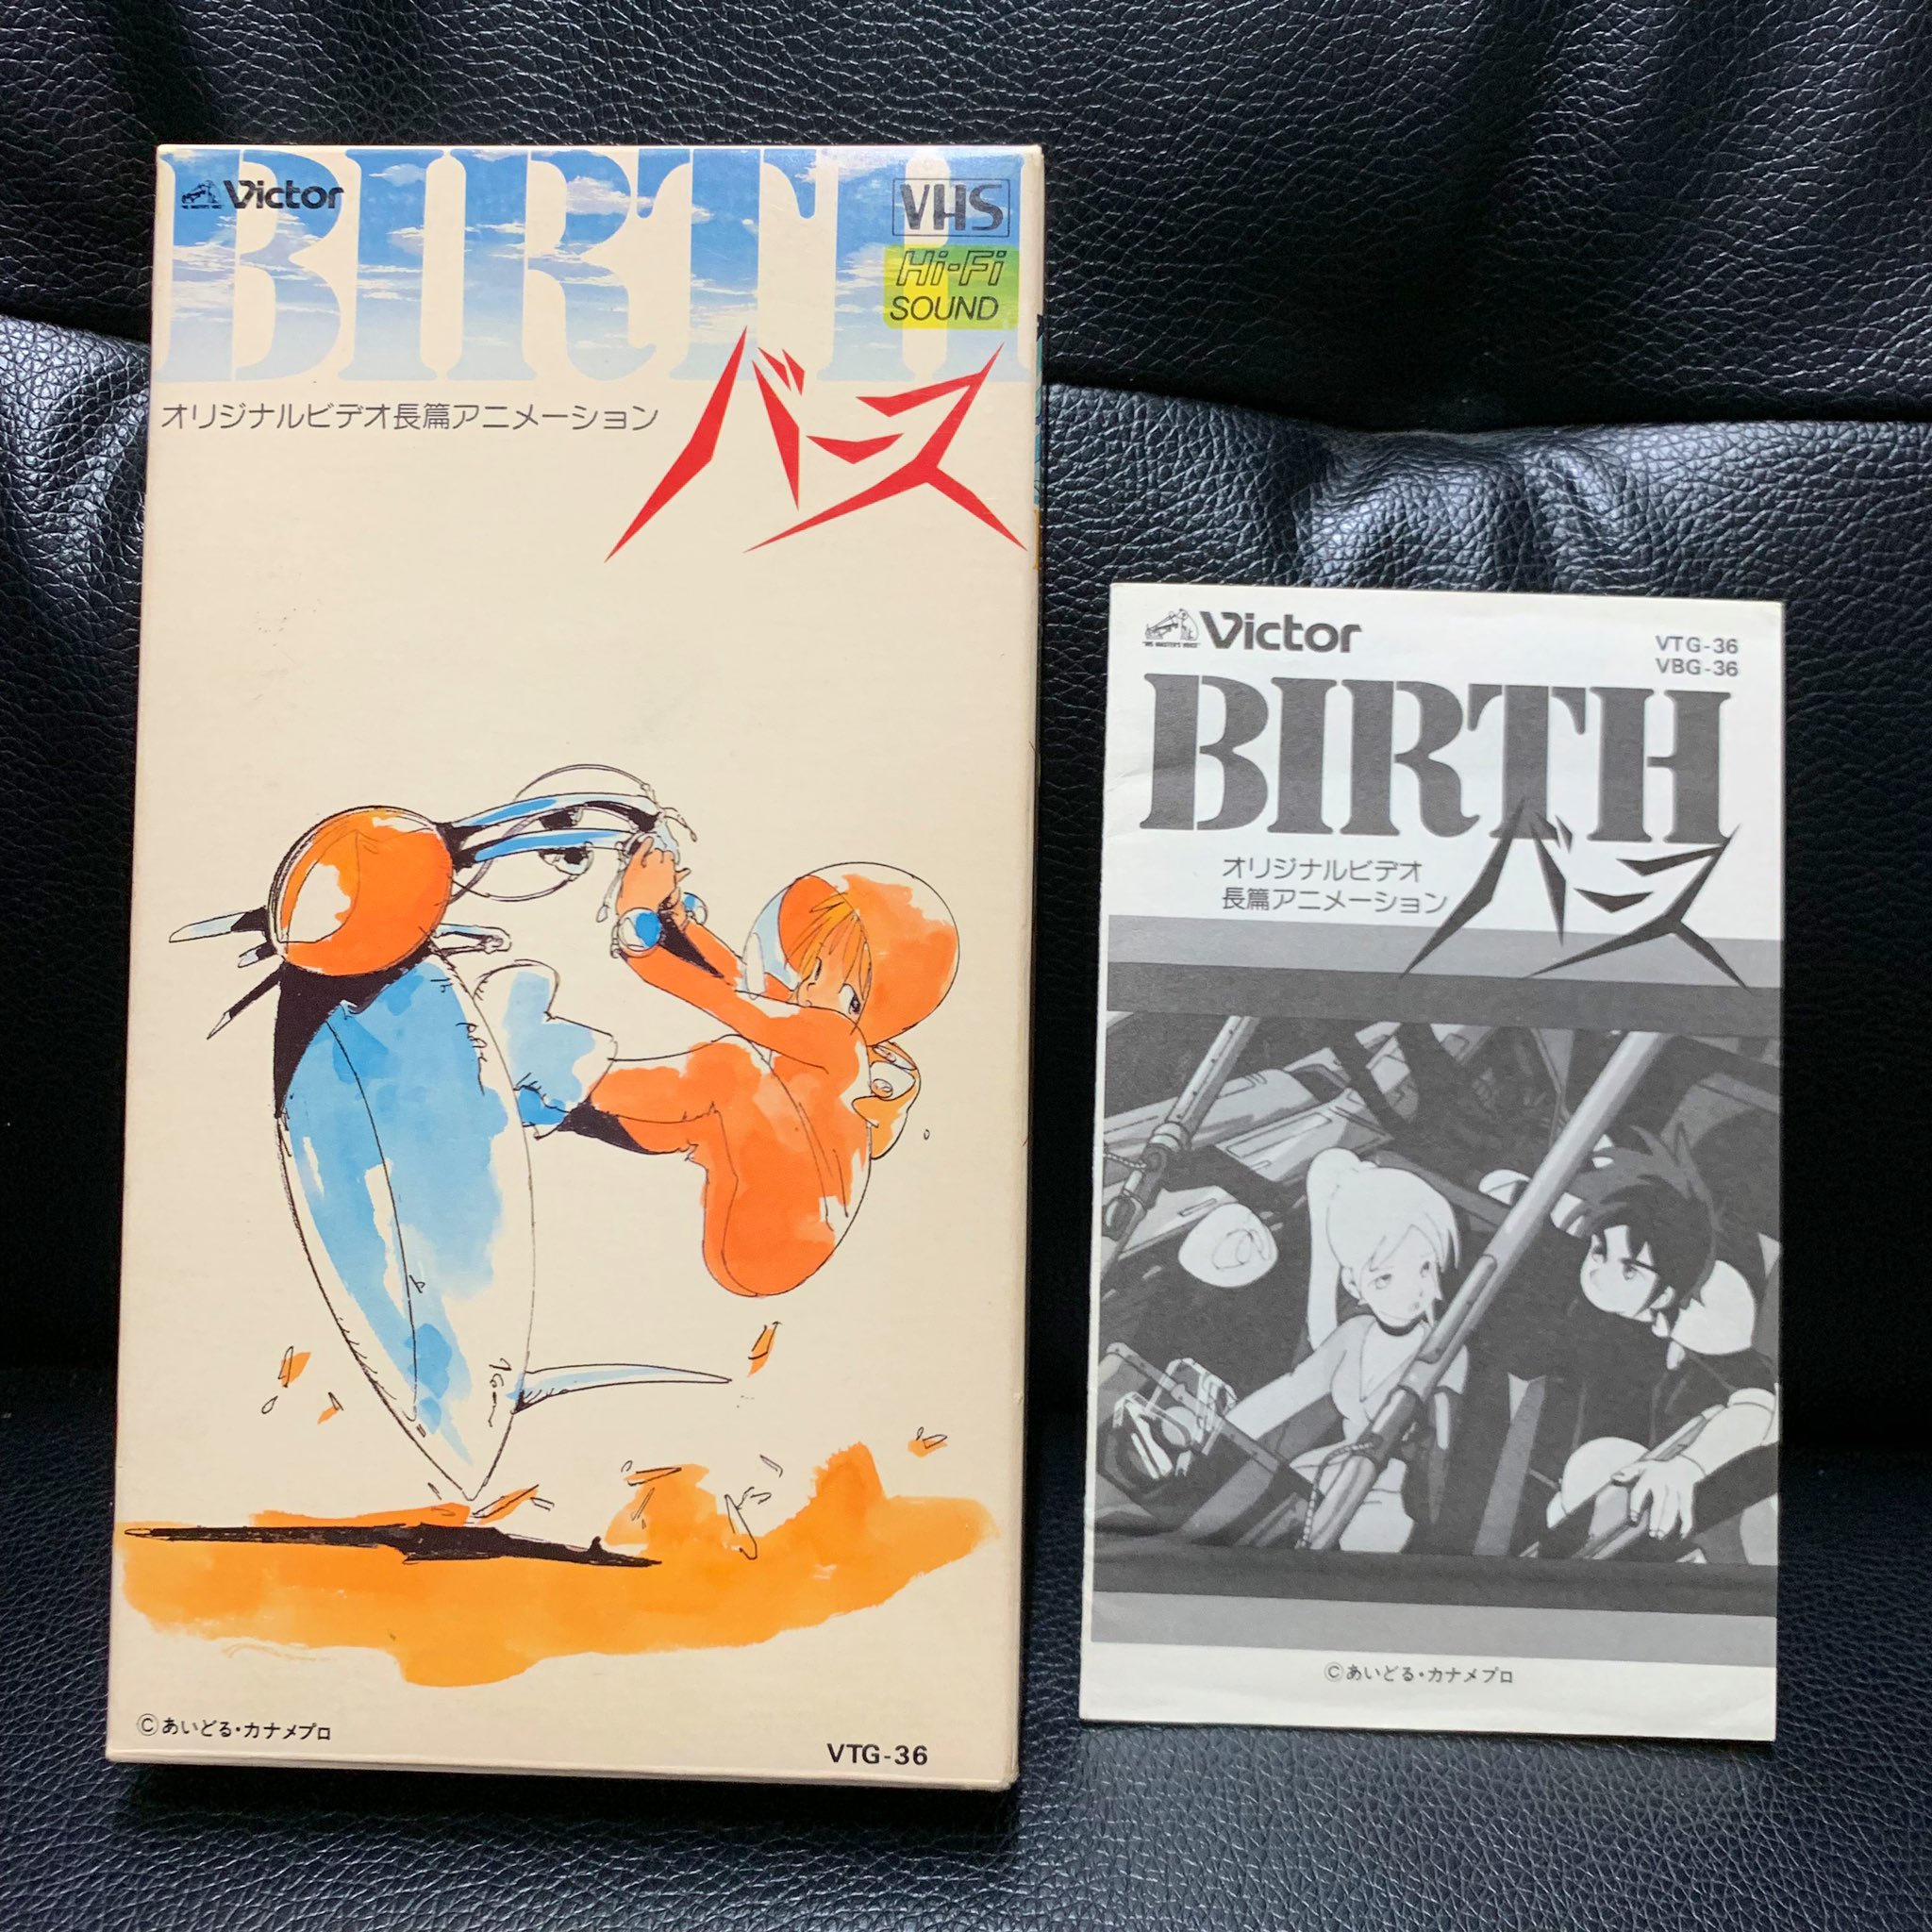 Victor
BIRTH
VHS
Hi-Fi
SOUND
オリジナルビデオ長篇アニメーション
バース
©あいどる・カナメプロ
VTG-36
Victor
VTG-36
VBG-36
BIRTH
オリジナルビデオ
長篇アニメーション
バース
©あいどる・カナメプロ